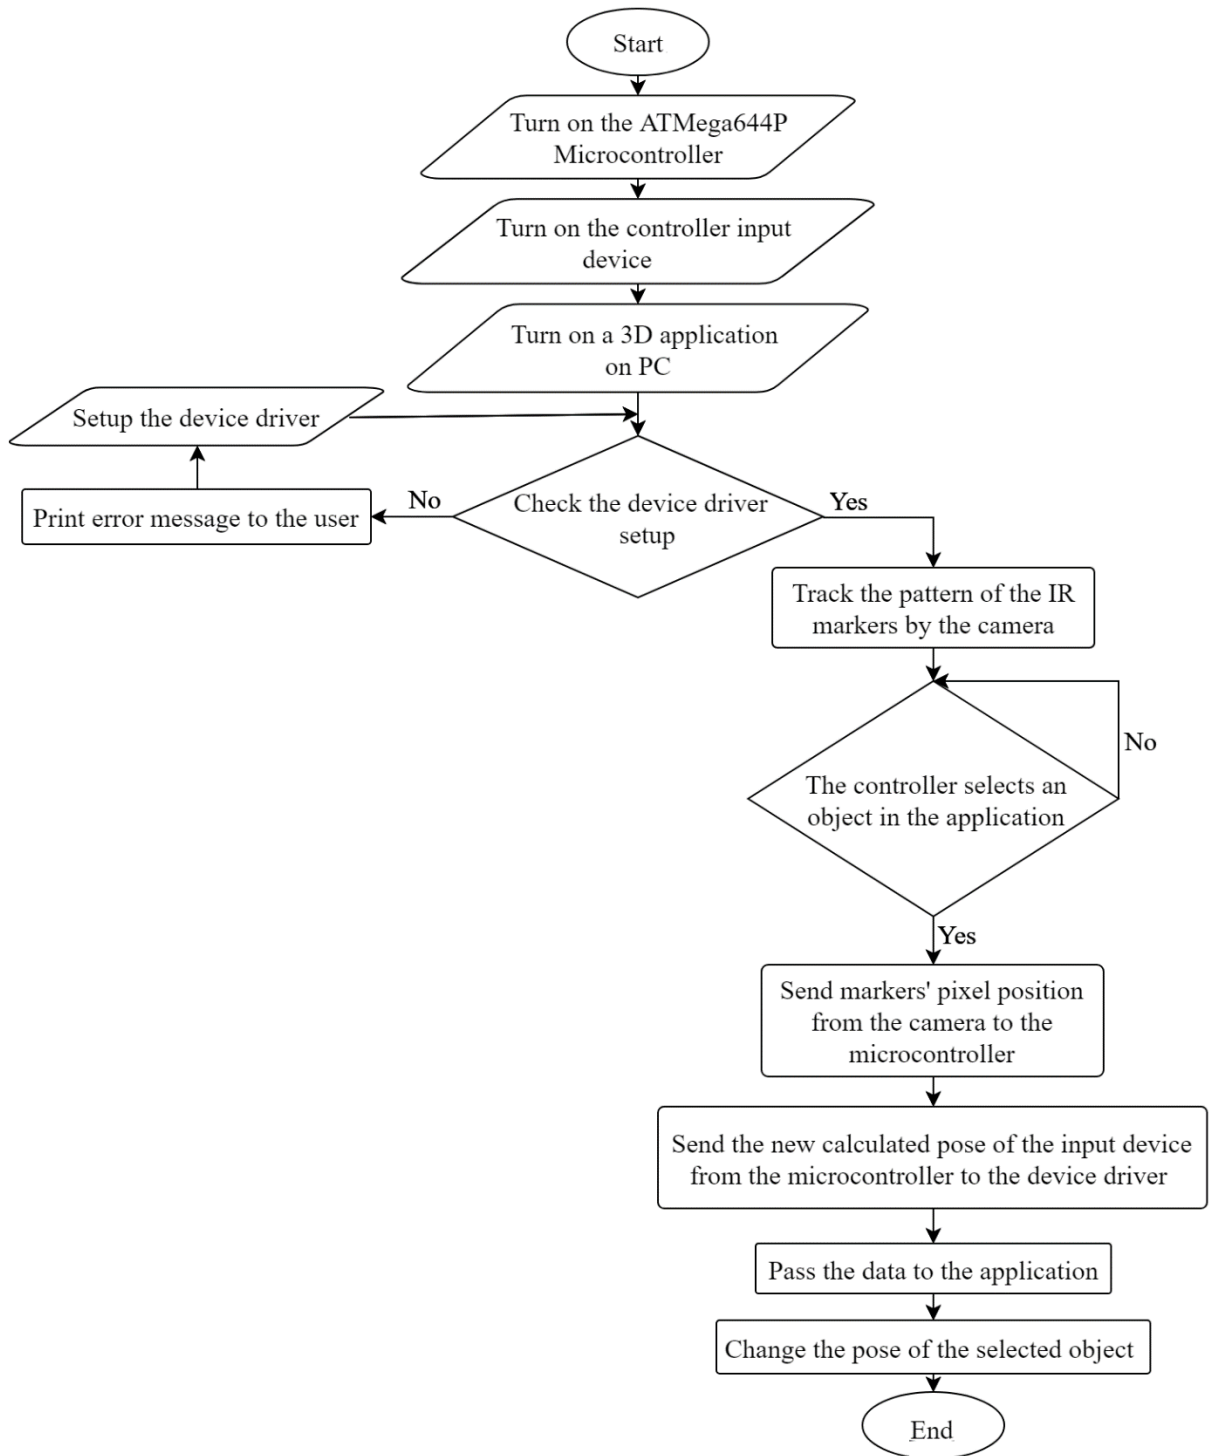 Start
Turn on the ATMega644P
Microcontroller
Turn on the controller input
device
Turn on a 3D application
on PC
Setup the device driver
Print error message to the user
No
Check the device driver
setup
Yes
Track the pattern of the IR
markers by the camera
No
The controller selects an
object in the application
Yes
Send markers' pixel position
from the camera to the
microcontroller
Send the new calculated pose of the input device
from the microcontroller to the device driver
Pass the data to the application
Change the pose of the selected object
End